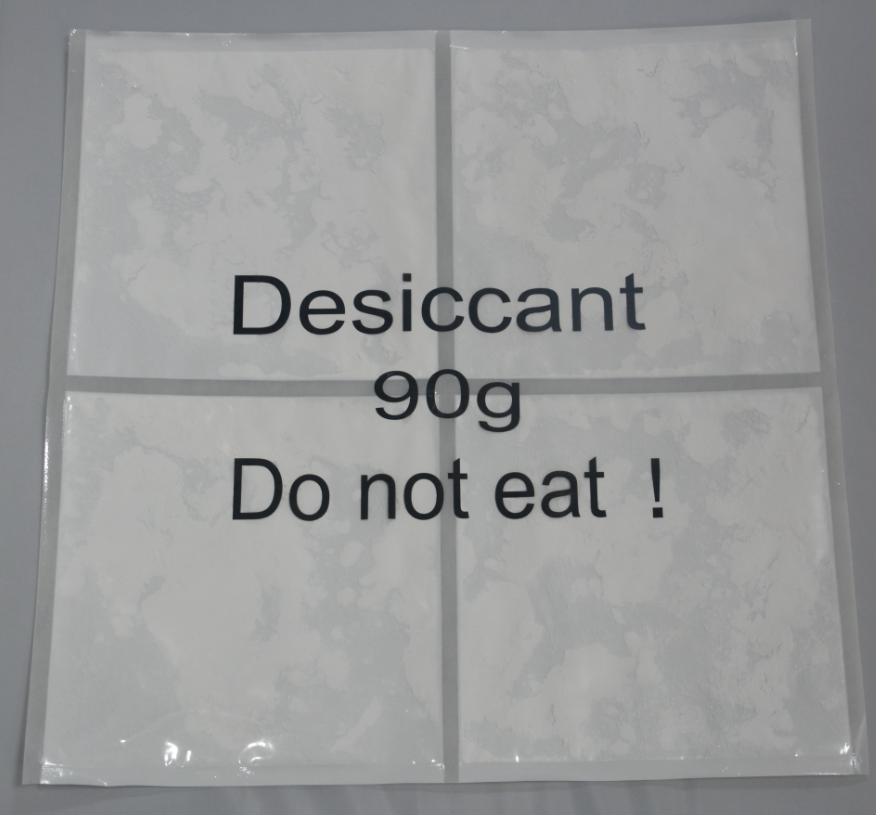 Desiccant
90g
Do not eat !